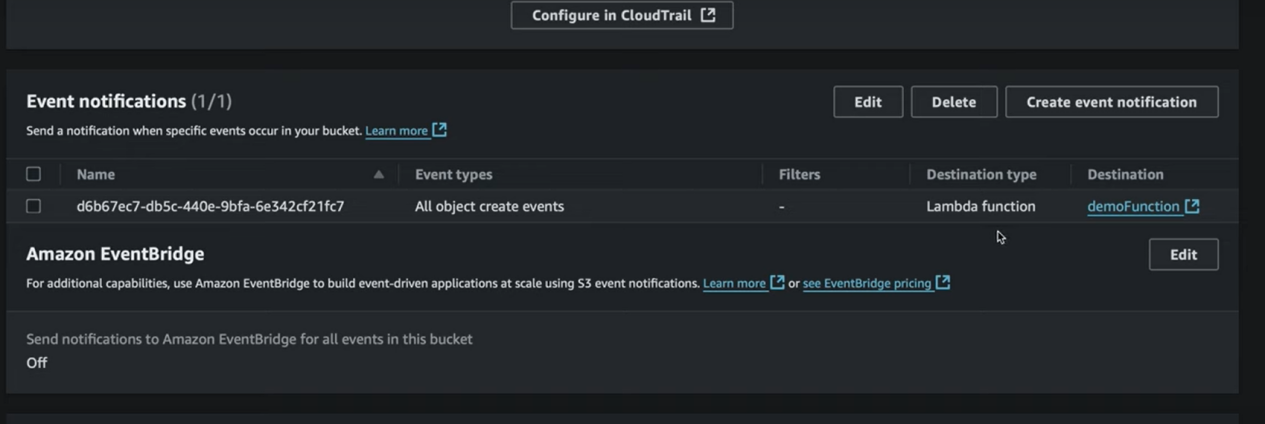 Configure in CloudTrail
Event notifications (1/1)
Edit
Delete
Create event notification
Send a notification when specific events occur in your bucket. Learn more
Name
Event types
Filters
Destination type
Destination
d6b67ec7-db5c-440e-9bfa-6e342cf21fc7
All object create events
-
Lambda function
demoFunction
Amazon EventBridge
Edit
For additional capabilities, use Amazon EventBridge to build event-driven applications at scale using S3 event notifications. Learn more or see EventBridge pricing
Send notifications to Amazon EventBridge for all events in this bucket
Off